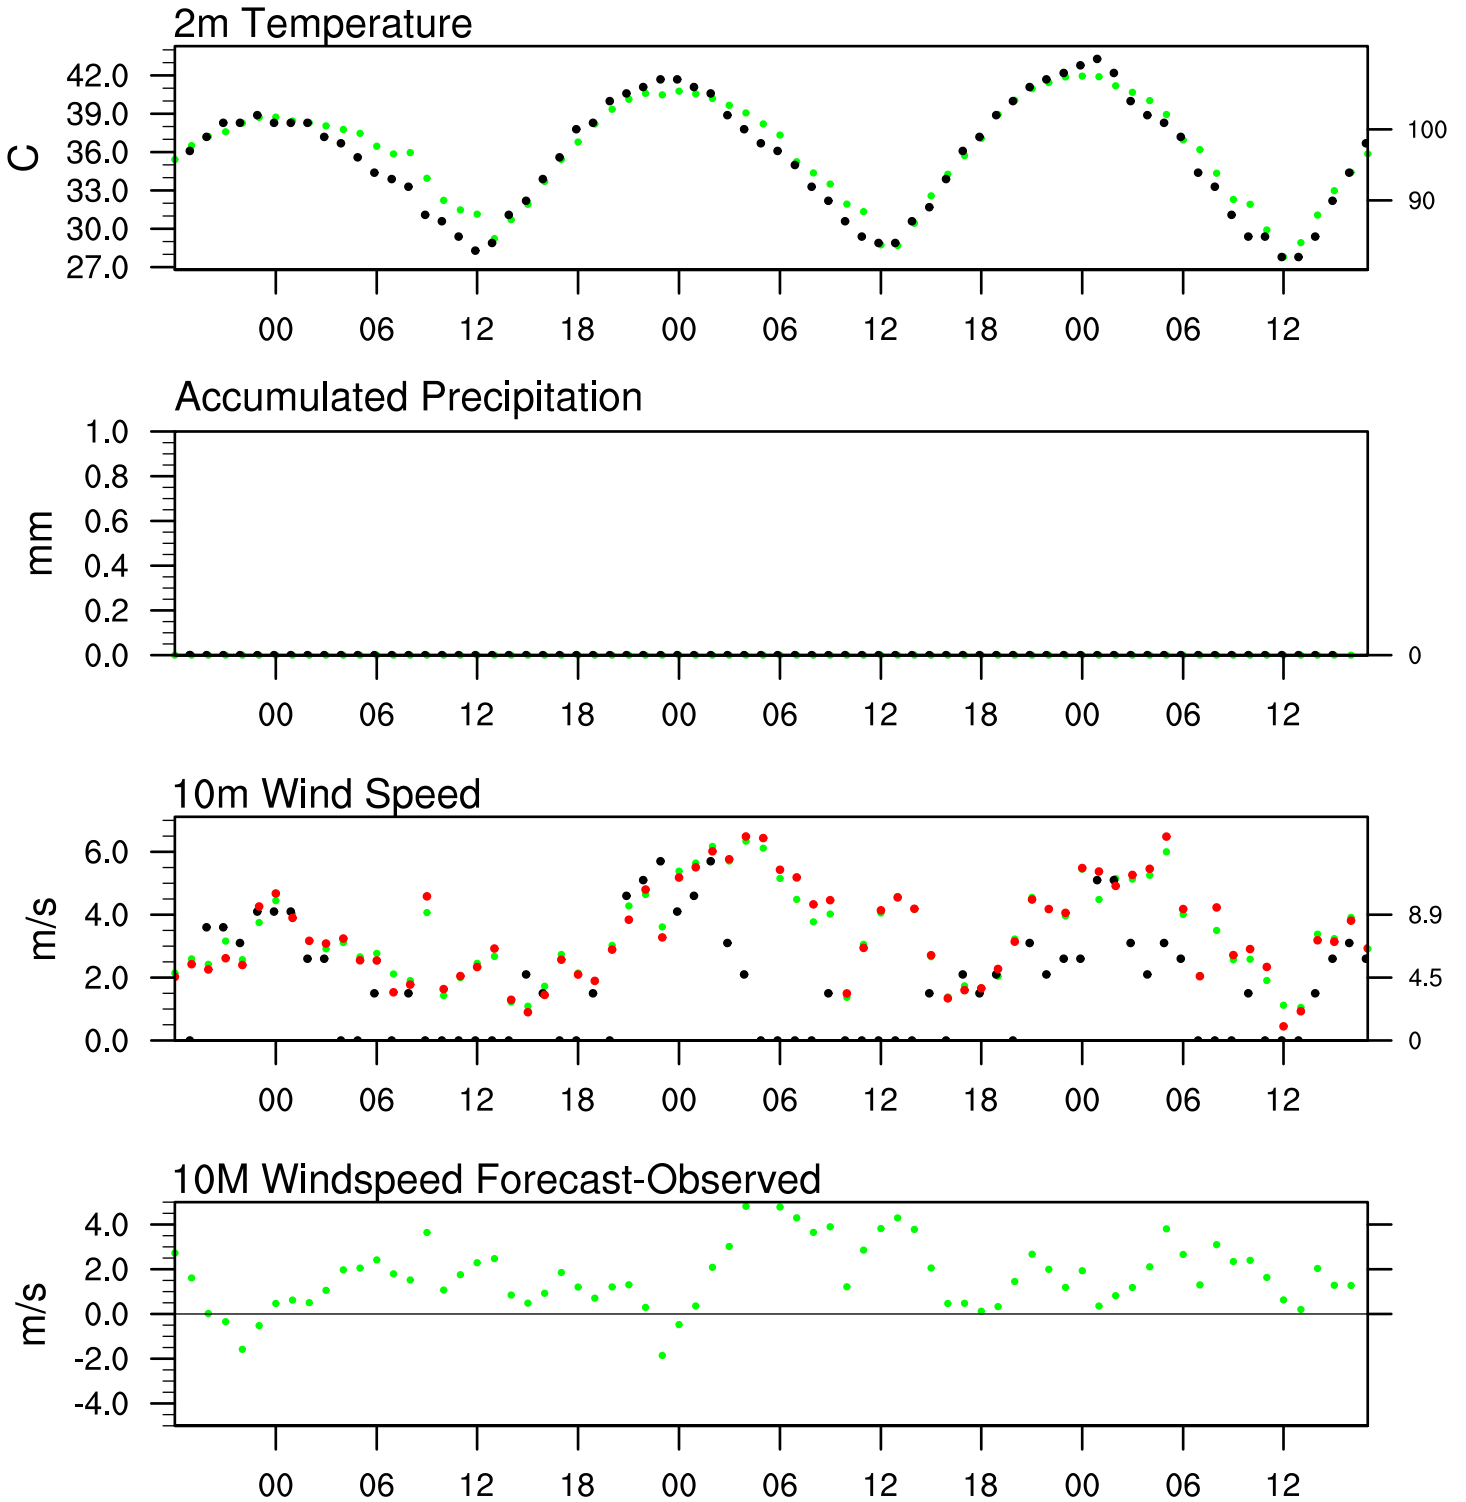 2m Temperature
42.0
39.0
36.0
33.0
30.0
27.0
C
100
90
00 06 12 18 00 06 12 18 00 06 12
Accumulated Precipitation
1.0
0.8
0.6
0.4
0.2
0.0
mm
0
00 06 12 18 00 06 12 18 00 06 12
10m Wind Speed
6.0
4.0
2.0
0.0
m/s
8.9
4.5
0
00 06 12 18 00 06 12 18 00 06 12
10M Windspeed Forecast-Observed
4.0
2.0
0.0
-2.0
-4.0
m/s
00 06 12 18 00 06 12 18 00 06 12